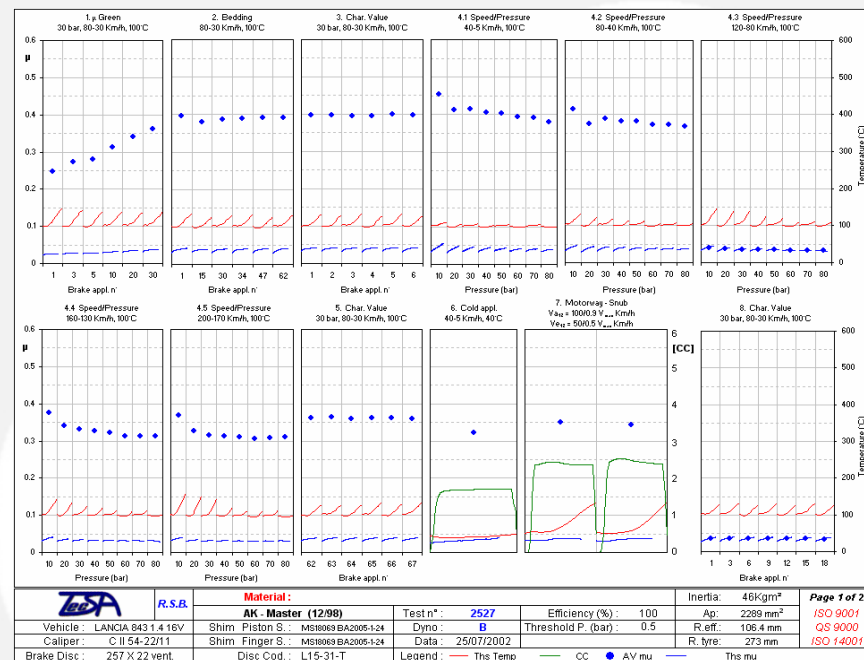 1. µ Green
30 bar, 80-30 Km/h, 100°C
2. Bledding
80-30 Km/h, 100°C
3. Char. Value
30 bar, 80-30 Km/h, 100°C
4.1 Speed/Pressure
40-5 Km/h, 100°C
4.2 Speed/Pressure
80-40 Km/h, 100°C
4.3 Speed/Pressure
120-80 Km/h, 100°C
0.6
µ
0.5
0.4
0.3
0.2
0.1
0
600
500
400
300
200
100
0
Temperature (°C)
1 3 5 10 20 30
Brake appl. n°
1 15 30 34 47 62
Brake appl. n°
1 2 3 4 5 6
Brake appl. n°
10 20 30 40 50 60 70 80
Pressure (bar)
10 20 30 40 50 60 70 80
Pressure (bar)
10 20 30 40 50 60 70 80
Pressure (bar)
4.4 Speed/Pressure
160-130 Km/h, 100°C
4.5 Speed/Pressure
200-170 Km/h, 100°C
5. Char. Value
30 bar, 80-30 Km/h, 100°C
6. Cold appl.
40-5 Km/h, 40°C
7. Motorway - Snub
= 100/0.9 V Km/h
= 50/0.5 V Km/h
8. Char. Value
30 bar, 80-30 Km/h, 100°C
0.6
µ
0.5
0.4
0.3
0.2
0.1
0
6
[CC]
5
4
3
2
1
0
600
500
400
300
200
100
0
Temperature (°C)
10 20 30 40 50 60 70 80
Pressure (bar)
10 20 30 40 50 60 70 80
Pressure (bar)
62 63 64 65 66 67
Brake appl. n°
1 3 6 9 12 15 18
Brake appl. n°
TecSA R.S.B. Material : Inertia: 46Kgm² Page 1 of 2
AK - Master (12/98) Test n° : 2527 Efficiency (%) : 100 Ap: 2289 mm² ISO 9001
Vehicle : LANCIA 843 1.4 16V Shim Piston S. : MS18069 BA2005-1-24 Dyno : B Threshold P. (bar) : 0.5 R.eff.: 106.4 mm QS 9000
Caliper : C II 54-22/11 Shim Finger S. : MS18069 BA2005-1-24 Data : 25/07/2002 R. tyre: 273 mm ISO 14001
Brake Disc : 257 X 22 vent. Disc Cod. : L15-31-T Legend : Ths Temp CC AV mu Ths mu